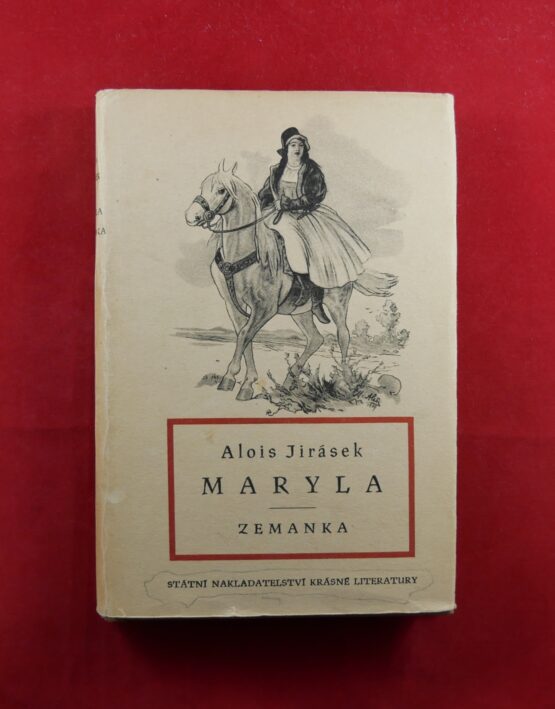 Alois Jirásek
MARYLA
ZEMANKA
STÁTNÍ NAKLADATELSTVÍ KRÁSNÉ LITERATURY